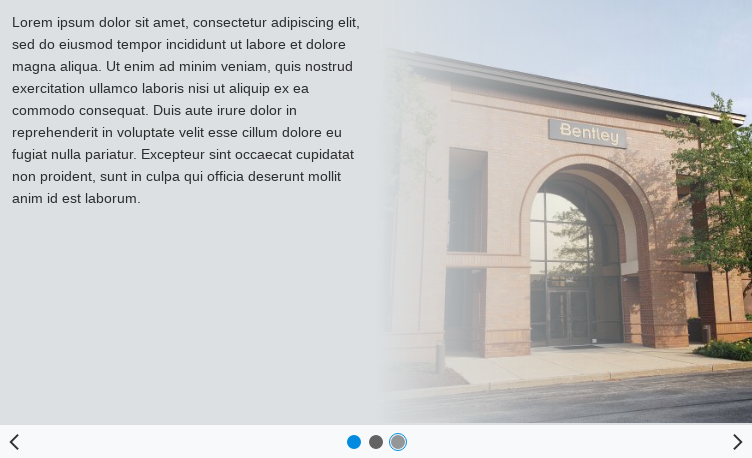 Lorem ipsum dolor sit amet, consectetur adipiscing elit,
sed do eiusmod tempor incididunt ut labore et dolore
magna aliqua. Ut enim ad minim veniam, quis nostrud
exercitation ullamco laboris nisi ut aliquip ex ea
commodo consequat. Duis aute irure dolor in
reprehenderit in voluptate velit esse cillum dolore eu
fugiat nulla pariatur. Excepteur sint occaecat cupidatat
non proident, sunt in culpa qui officia deserunt mollit
anim id est laborum.
Bentley